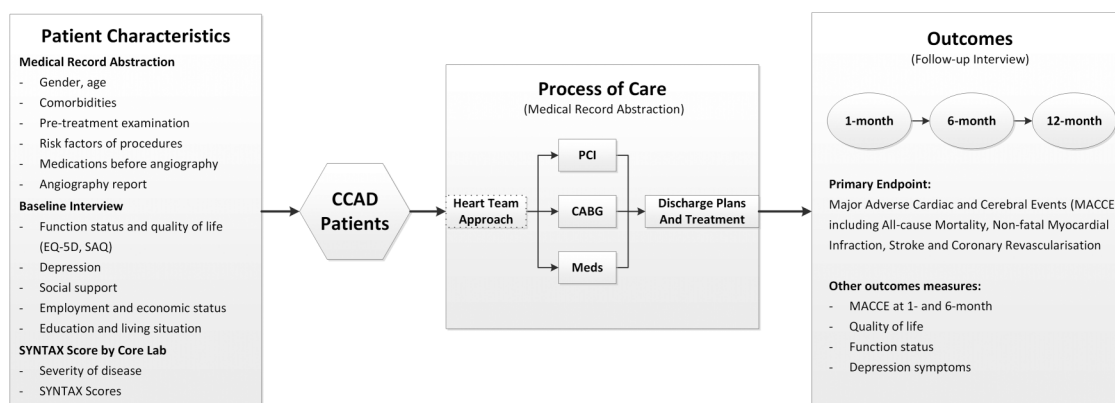 Patient Characteristics
Medical Record Abstraction
- Gender, age
- Comorbidities
- Pre-treatment examination
- Risk factors of procedures
- Medications before angiography
- Angiography report
Baseline Interview
- Function status and quality of life
(EQ-5D, SAQ)
- Depression
- Social support
- Employment and economic status
- Education and living situation
SYNTAX Score by Core Lab
- Severity of disease
- SYNTAX Scores
CCAD
Patients
Process of Care
(Medical Record Abstraction)
Heart Team
Approach
PCI
CABG
Meds
Discharge Plans
And Treatment
Outcomes
(Follow-up Interview)
1-month
6-month
12-month
Primary Endpoint:
Major Adverse Cardiac and Cerebral Events (MACCE
including All-cause Mortality, Non-fatal Myocardial
Infraction, Stroke and Coronary Revascularisation
Other outcomes measures:
- MACCE at 1- and 6-month
- Quality of life
- Function status
- Depression symptoms